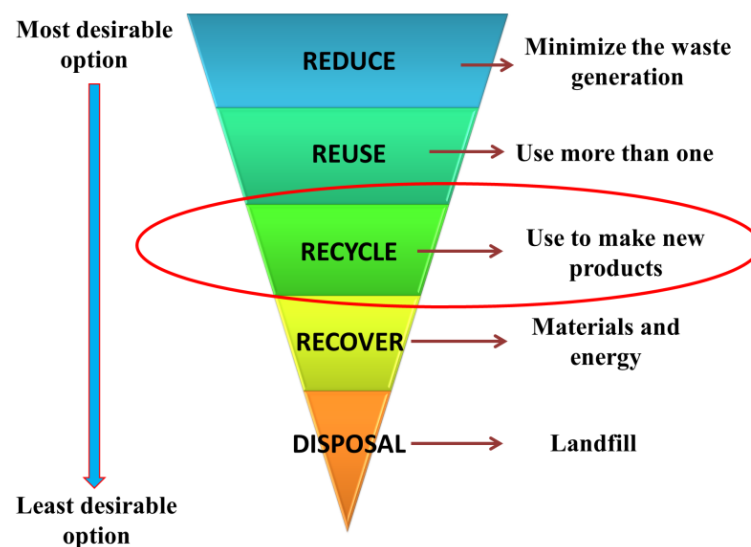 Most desirable
option
REDUCE
Minimize the waste
generation
REUSE
Use more than one
RECYCLE
Use to make new
products
RECOVER
Materials and
energy
DISPOSAL
Landfill
Least desirable
option